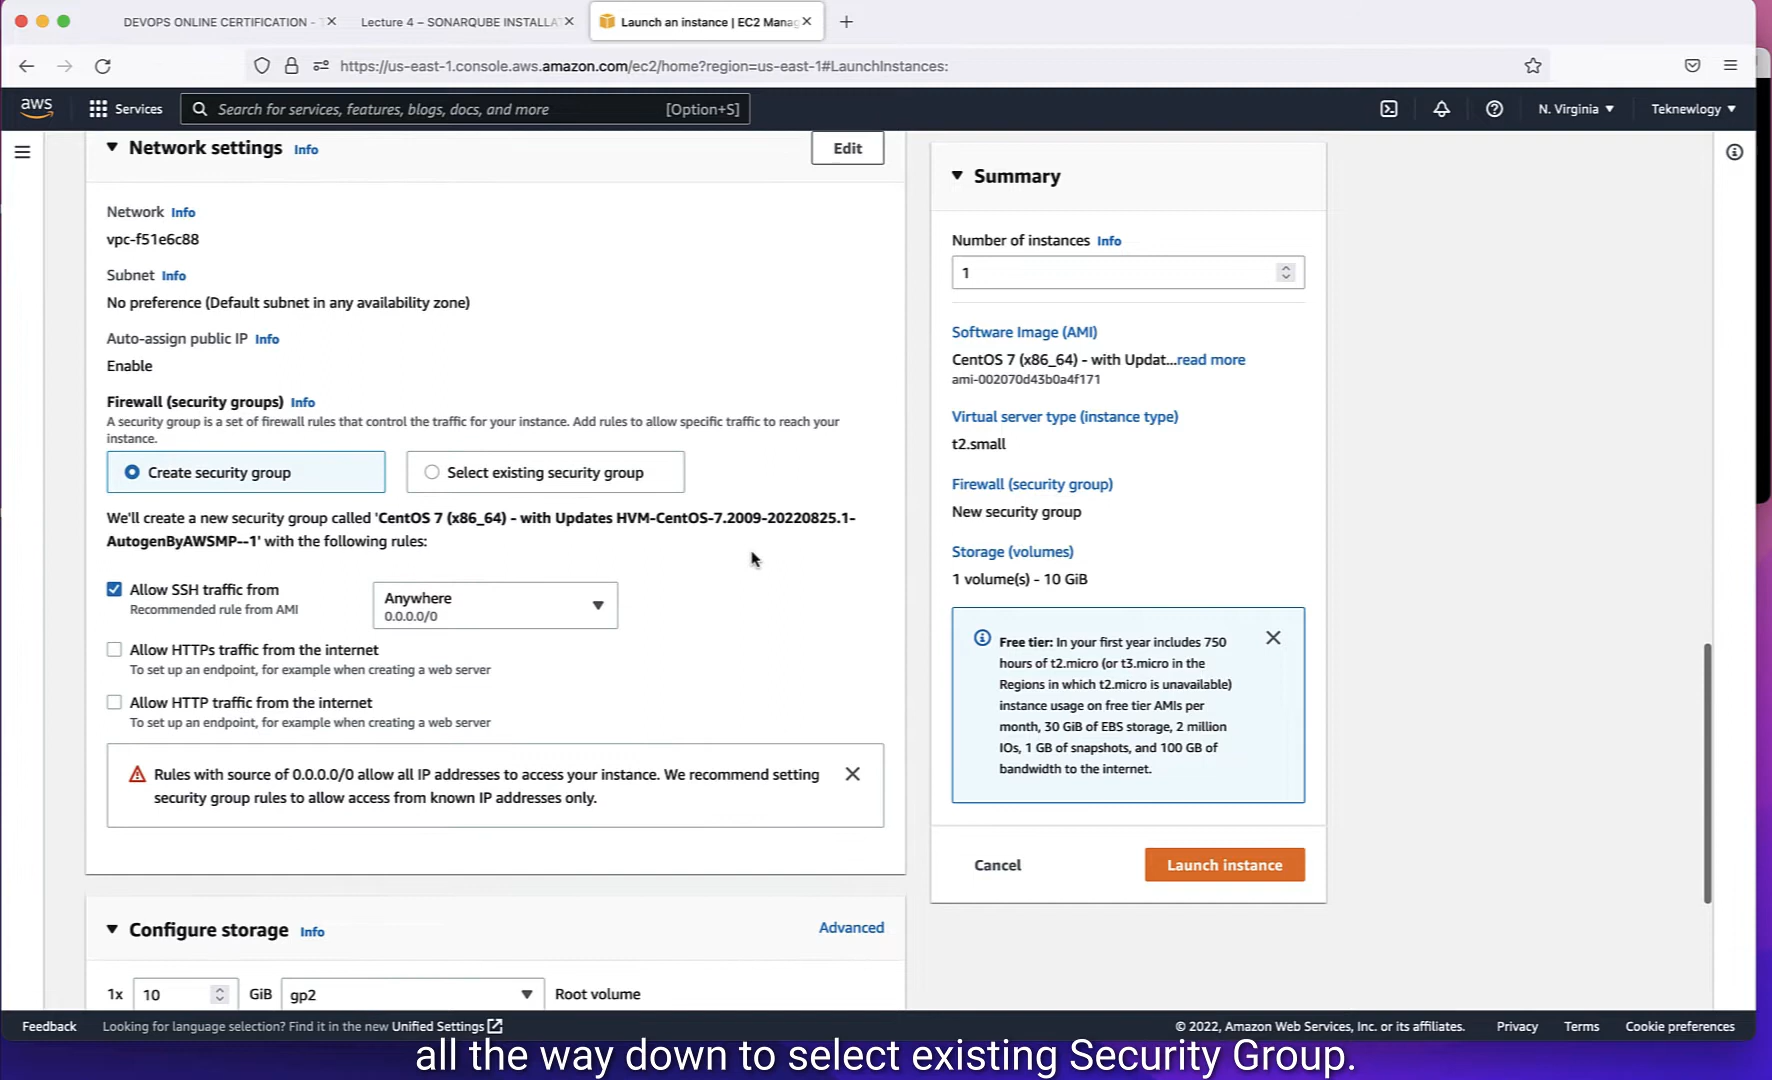 DEVOPS ONLINE CERTIFICATION -
Lecture 4 – SONARQUBE INSTALLA
Launch an instance | EC2 Mana
https://us-east-1.console.aws.amazon.com/ec2/home?region=us-east-1#LaunchInstances:
aws
Services
Search for services, features, blogs, docs, and more
[Option+S]
N. Virginia
Teknewlogy
Network settings Info
Edit
Network Info
vpc-f51e6c88
Subnet Info
No preference (Default subnet in any availability zone)
Auto-assign public IP Info
Enable
Firewall (security groups) Info
A security group is a set of firewall rules that control the traffic for your instance. Add rules to allow specific traffic to reach your
instance.
Create security group
Select existing security group
We'll create a new security group called 'CentOS 7 (x86_64) - with Updates HVM-CentOS-7.2009-20220825.1-
AutogenByAWSMP--1' with the following rules:
Allow SSH traffic from
Recommended rule from AMI
Anywhere
0.0.0.0/0
Allow HTTPs traffic from the internet
To set up an endpoint, for example when creating a web server
Allow HTTP traffic from the internet
To set up an endpoint, for example when creating a web server
Rules with source of 0.0.0.0/0 allow all IP addresses to access your instance. We recommend setting
security group rules to allow access from known IP addresses only.
Configure storage Info
Advanced
1x 10 GiB gp2 Root volume
Summary
Number of instances Info
1
Software Image (AMI)
CentOS 7 (x86_64) - with Updat...read more
ami-002070d43b0a4f171
Virtual server type (instance type)
t2.small
Firewall (security group)
New security group
Storage (volumes)
1 volume(s) - 10 GiB
Free tier: In your first year includes 750
hours of t2.micro (or t3.micro in the
Regions in which t2.micro is unavailable)
instance usage on free tier AMIs per
month, 30 GiB of EBS storage, 2 million
IOs, 1 GB of snapshots, and 100 GB of
bandwidth to the internet.
Cancel
Launch instance
Feedback
Looking for language selection? Find it in the new Unified Settings
© 2022, Amazon Web Services, Inc. or its affiliates.
Privacy
Terms
Cookie preferences
all the way down to select existing Security Group.